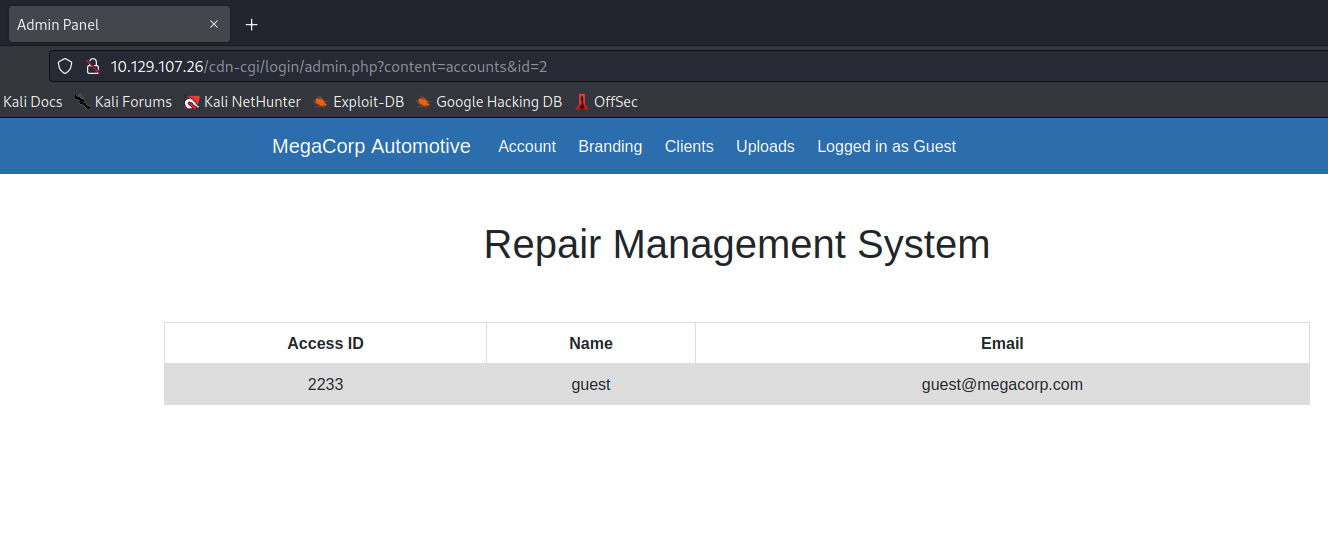 Admin Panel
10.129.107.26/cdn-cgi/login/admin.php?content=accounts&id=2
Kali Docs Kali Forums Kali NetHunter Exploit-DB Google Hacking DB OffSec
MegaCorp Automotive Account Branding Clients Uploads Logged in as Guest
Repair Management System
Access ID Name Email
2233 guest guest@megacorp.com